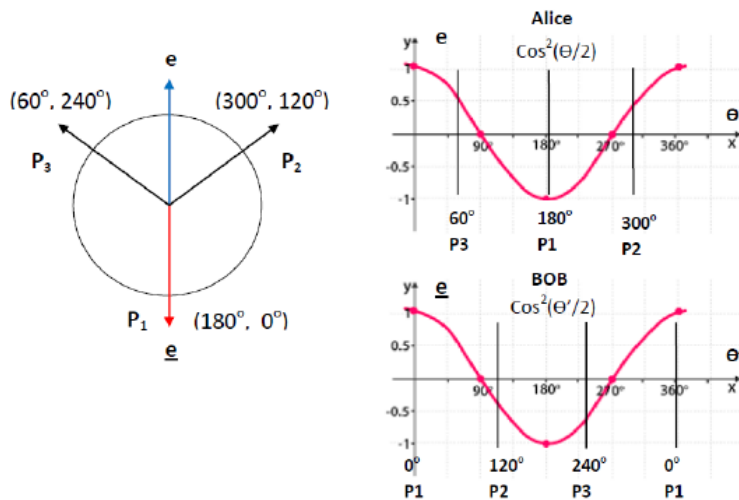 e
(60°, 240°)
(300°, 120°)
P3
P2
P1
(180°, 0°)
e
Alice
y
e
Cos²(Ө/2)
1
0.5
-0.5
-1
90°
180°
270°
360°
Ө
x
60°
180°
300°
P3
P1
P2
BOB
y
e
Cos²(Ө'/2)
1
0.5
-0.5
-1
90°
180°
270°
360°
Ө
x
0°
120°
240°
0°
P1
P2
P3
P1